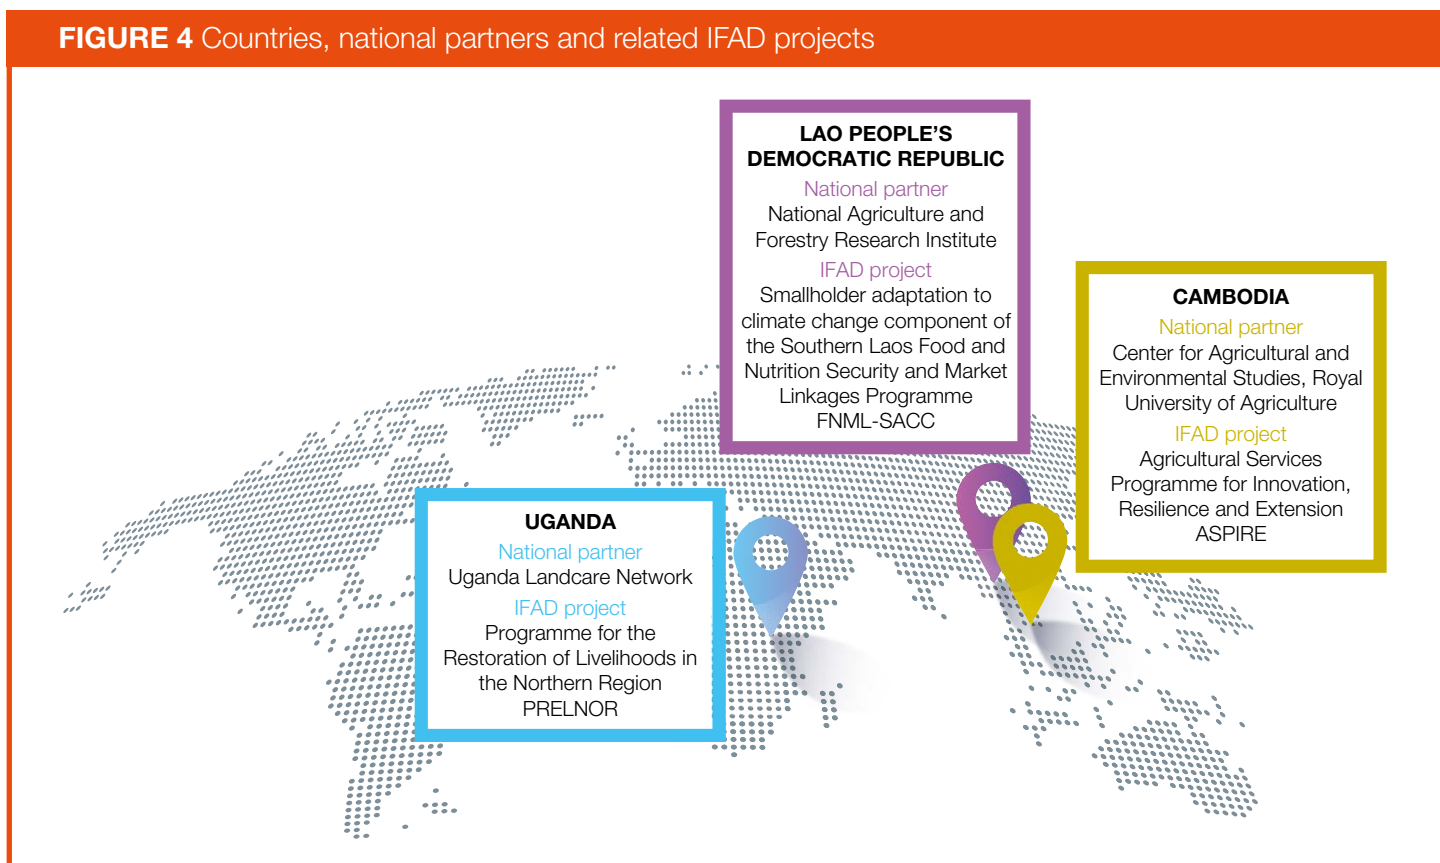 FIGURE 4 Countries, national partners and related IFAD projects
LAO PEOPLE'S
DEMOCRATIC REPUBLIC
National partner
National Agriculture and
Forestry Research Institute
IFAD project
Smallholder adaptation to
climate change component of
the Southern Laos Food and
Nutrition Security and Market
Linkages Programme
FNML-SACC
CAMBODIA
National partner
Center for Agricultural and
Environmental Studies, Royal
University of Agriculture
IFAD project
Agricultural Services
Programme for Innovation,
Resilience and Extension
ASPIRE
UGANDA
National partner
Uganda Landcare Network
IFAD project
Programme for the
Restoration of Livelihoods in
the Northern Region
PRELNOR